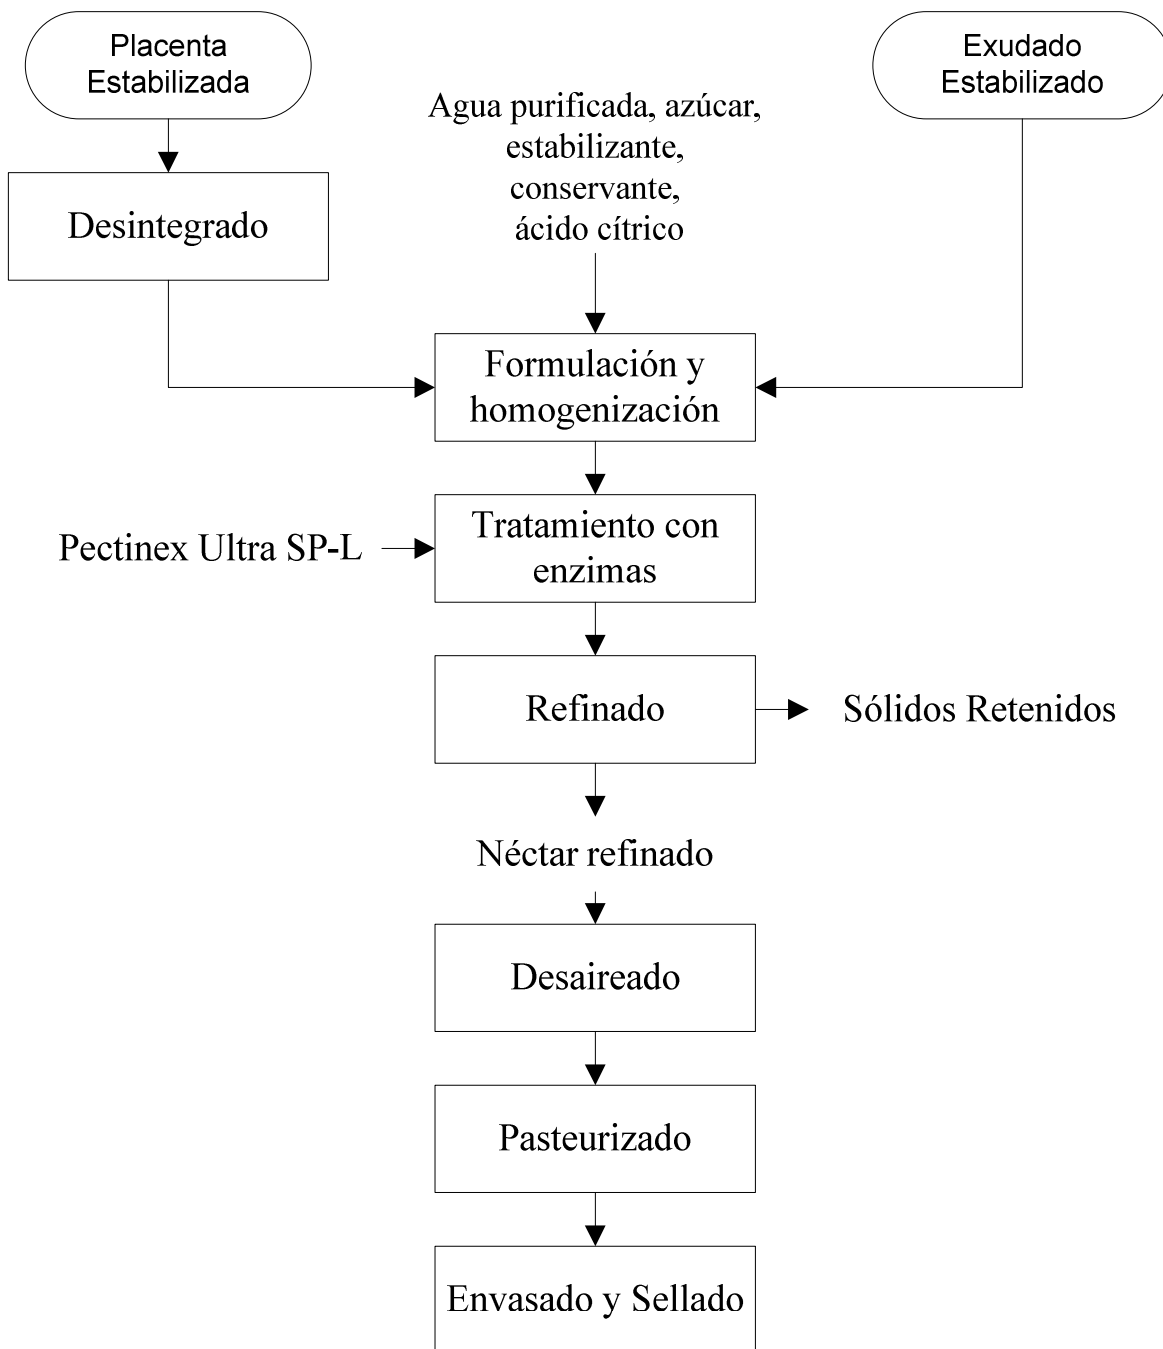 Placenta
Estabilizada
Exudado
Estabilizado
Agua purificada, azúcar,
estabilizante,
conservante,
ácido cítrico
Desintegrado
Formulación y
homogenización
Pectinex Ultra SP-L
Tratamiento con
enzimas
Refinado
Sólidos Retenidos
Néctar refinado
Desaireado
Pasteurizado
Envasado y Sellado